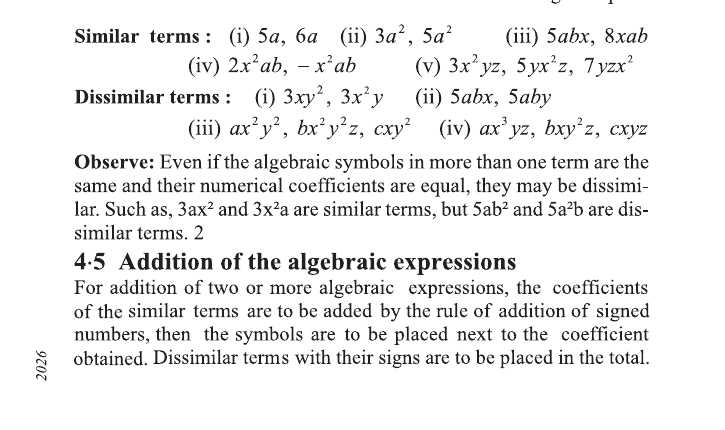 Similar terms : (i) 5a, 6a (ii) 3a², 5a² (iii) 5abx, 8xab
(iv) 2x²ab, – x²ab (v) 3x²yz, 5yx²z, 7yzx²
Dissimilar terms : (i) 3xy², 3x²y (ii) 5abx, 5aby
(iii) ax²y², bx²y²z, cxy² (iv) ax³yz, bxy²z, cxyz
Observe: Even if the algebraic symbols in more than one term are the
same and their numerical coefficients are equal, they may be dissimi-
lar. Such as, 3ax² and 3x²a are similar terms, but 5ab² and 5a²b are dis-
similar terms. 2
4·5 Addition of the algebraic expressions
For addition of two or more algebraic expressions, the coefficients
of the similar terms are to be added by the rule of addition of signed
numbers, then the symbols are to be placed next to the coefficient
obtained. Dissimilar terms with their signs are to be placed in the total.
2026